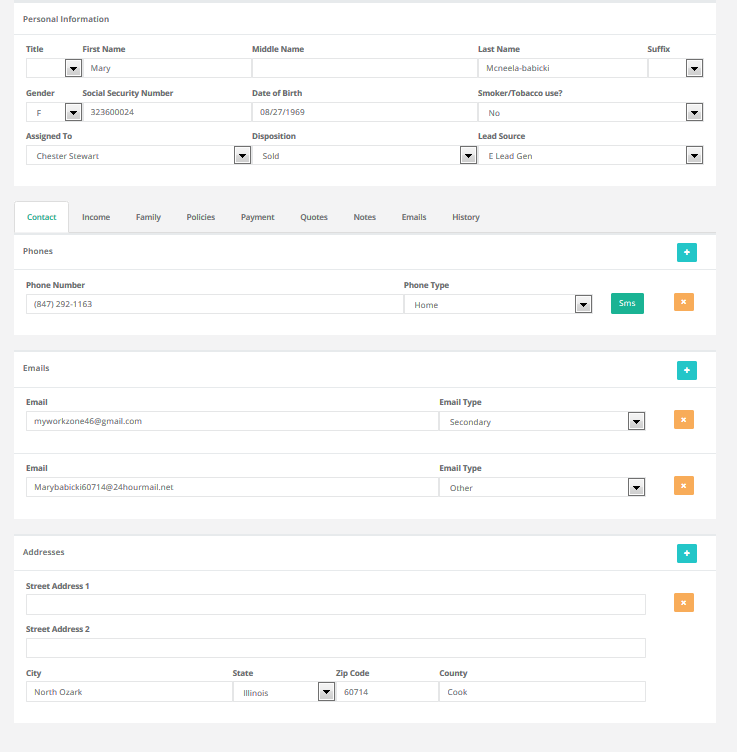 Personal Information
Title First Name Middle Name Last Name Suffix
Mary Mcneela-babicki
Gender Social Security Number Date of Birth Smoker/Tobacco use?
F 323600024 08/27/1969 No
Assigned To Disposition Lead Source
Chester Stewart Sold E Lead Gen
Contact Income Family Policies Payment Quotes Notes Emails History
Phones +
Phone Number Phone Type
(847) 292-1163 Home Sms ×
Emails +
Email Email Type
myworkzone46@gmail.com Secondary ×
Email Email Type
Marybabicki60714@24hourmail.net Other ×
Addresses +
Street Address 1
×
Street Address 2
City State Zip Code County
North Ozark Illinois 60714 Cook